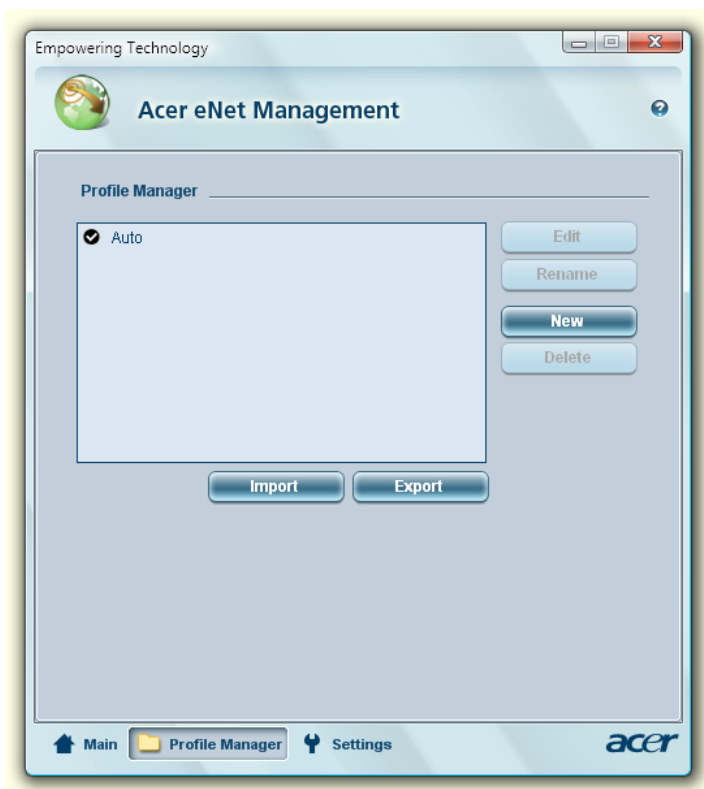 Empowering Technology
Acer eNet Management
Profile Manager
Auto
Edit
Rename
New
Delete
Import Export
Main Profile Manager Settings acer